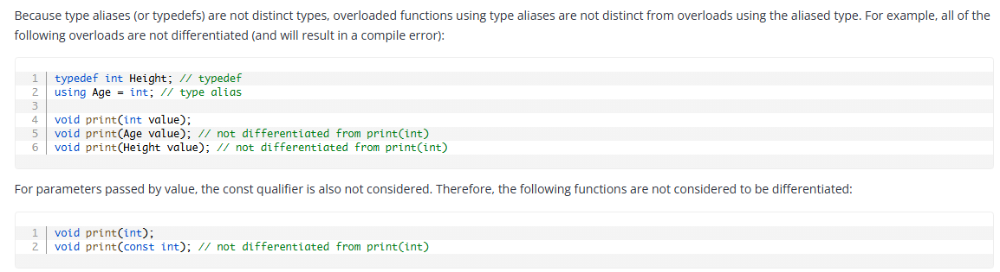 Because type aliases (or typedefs) are not distinct types, overloaded functions using type aliases are not distinct from overloads using the aliased type. For example, all of the
following overloads are not differentiated (and will result in a compile error):
1 typedef int Height; // typedef
2 using Age = int; // type alias
3
4 void print(int value);
5 void print(Age value); // not differentiated from print(int)
6 void print(Height value); // not differentiated from print(int)
For parameters passed by value, the const qualifier is also not considered. Therefore, the following functions are not considered to be differentiated:
1 void print(int);
2 void print(const int); // not differentiated from print(int)